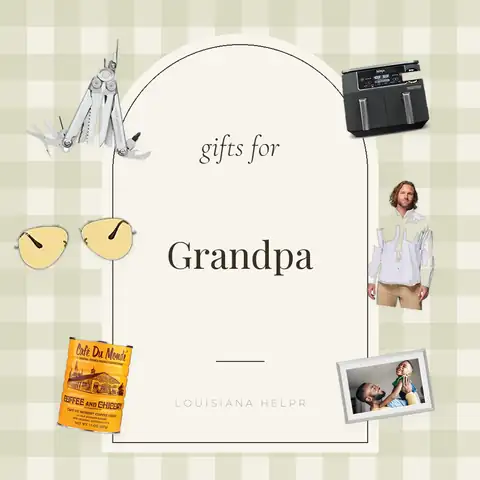 gifts for
Grandpa
LOUISIANA HELPR
Café Du Monde
COFFEE AND CHICORY